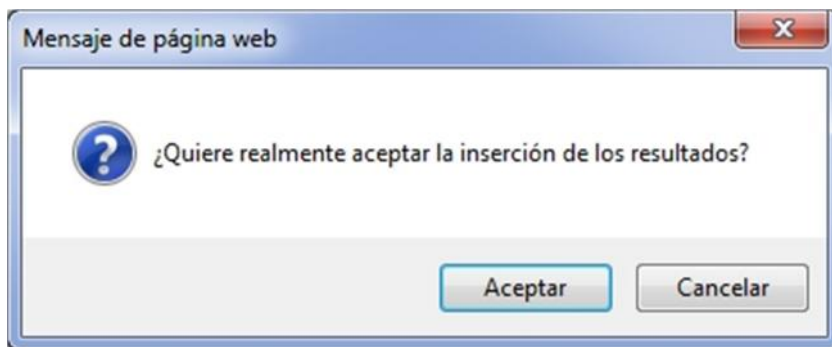 Mensaje de página web
¿Quiere realmente aceptar la inserción de los resultados?
Aceptar
Cancelar